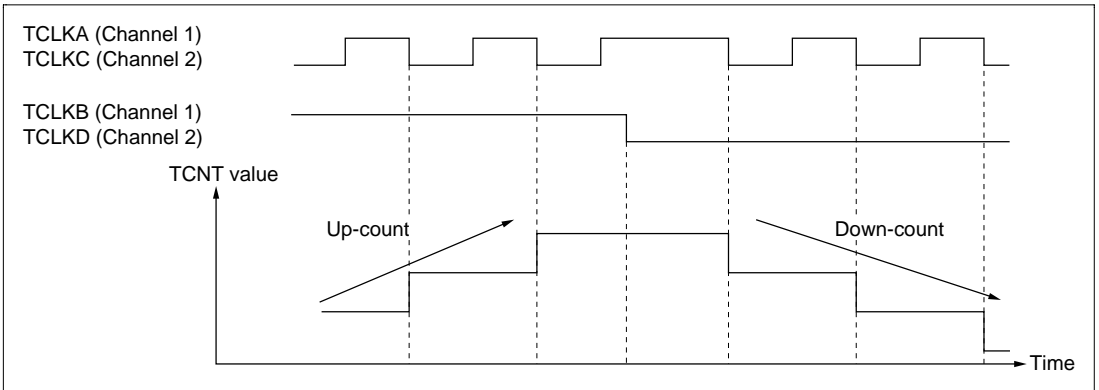 TCLKA (Channel 1)
TCLKC (Channel 2)
TCLKB (Channel 1)
TCLKD (Channel 2)
TCNT value
Up-count
Down-count
Time